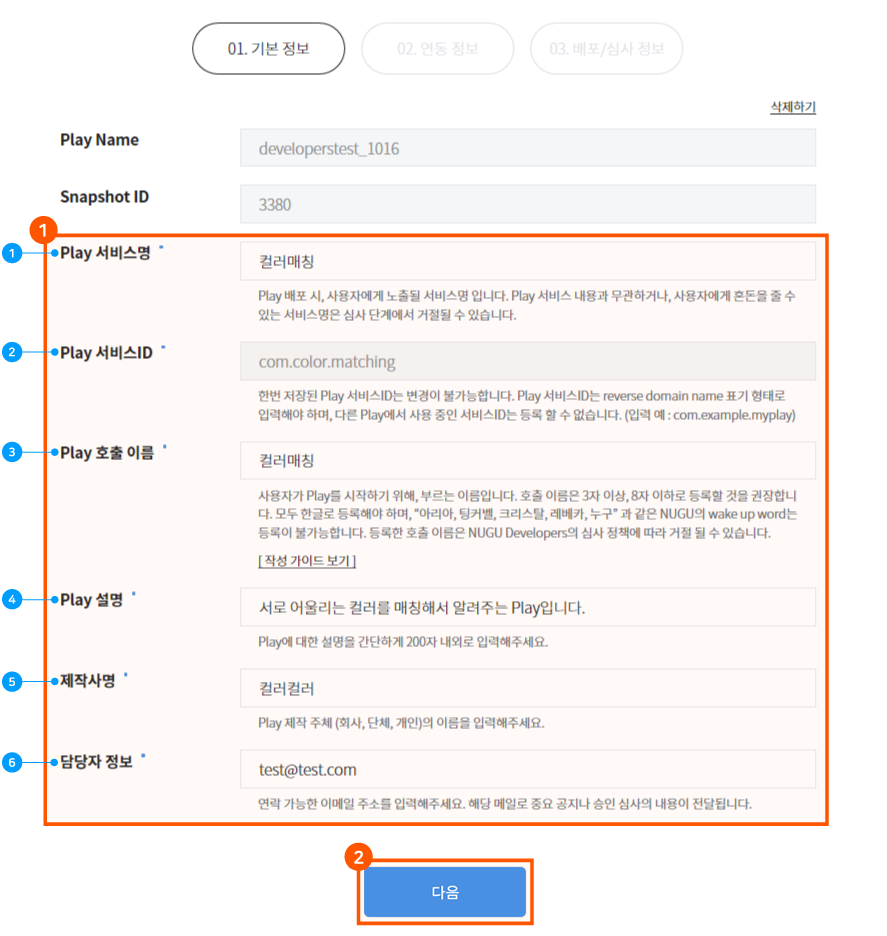 01. 기본 정보
02. 연동 정보
03. 배포/심사 정보
삭제하기
Play Name
developerstest_1016
Snapshot ID
3380
1
1
Play 서비스명
컬러매칭
Play 배포 시, 사용자에게 노출될 서비스명 입니다. Play 서비스 내용과 무관하거나, 사용자에게 혼돈을 줄 수
있는 서비스명은 심사 단계에서 거절될 수 있습니다.
2
Play 서비스ID
com.color.matching
한번 저장된 Play 서비스ID는 변경이 불가능합니다. Play 서비스ID는 reverse domain name 표기 형태로
입력해야 하며, 다른 Play에서 사용 중인 서비스ID는 등록 할 수 없습니다. (입력 예 : com.example.myplay)
3
Play 호출 이름
컬러매칭
사용자가 Play를 시작하기 위해, 부르는 이름입니다. 호출 이름은 3자 이상, 8자 이하로 등록할 것을 권장합니
다. 모두 한글로 등록해야 하며, “아리아, 팅커벨, 크리스탈, 레베카, 누구” 과 같은 NUGU의 wake up word는
등록이 불가능합니다. 등록한 호출 이름은 NUGU Developers의 심사 정책에 따라 거절 될 수 있습니다.
[ 작성 가이드 보기 ]
4
Play 설명
서로 어울리는 컬러를 매칭해서 알려주는 Play입니다.
Play에 대한 설명을 간단하게 200자 내외로 입력해주세요.
5
제작사명
컬러컬러
Play 제작 주체 (회사, 단체, 개인)의 이름을 입력해주세요.
6
담당자 정보
test@test.com
연락 가능한 이메일 주소를 입력해주세요. 해당 메일로 중요 공지나 승인 심사의 내용이 전달됩니다.
2
다음